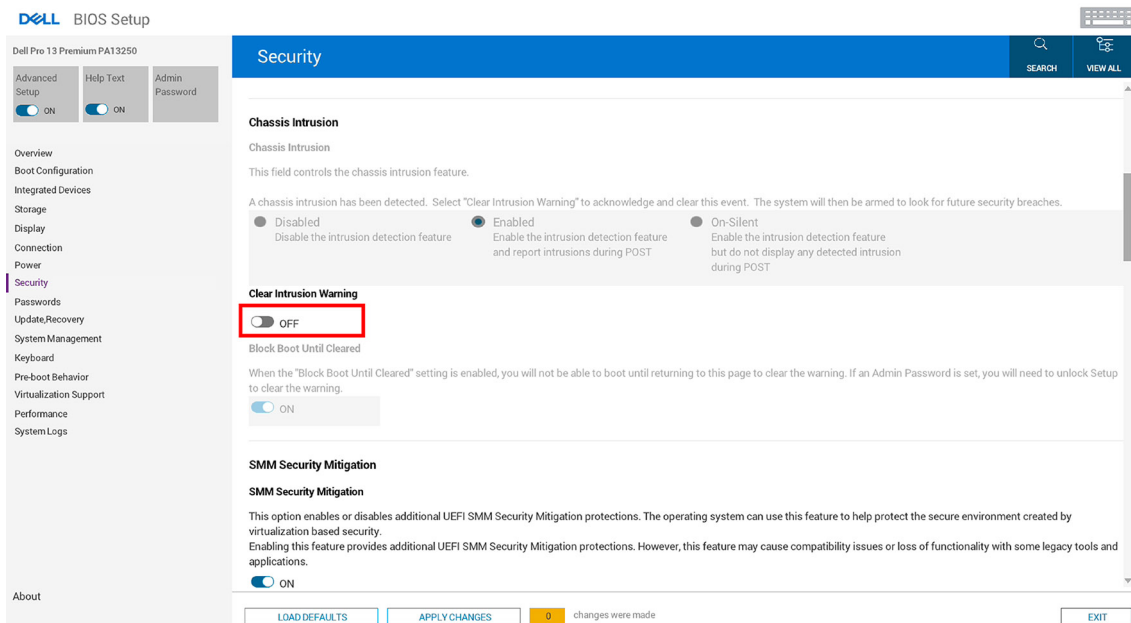 DELL BIOS Setup
Dell Pro 13 Premium PA13250
Advanced Setup
ON
Help Text
ON
Admin Password
Overview
Boot Configuration
Integrated Devices
Storage
Display
Connection
Power
Security
Passwords
Update,Recovery
System Management
Keyboard
Pre-boot Behavior
Virtualization Support
Performance
System Logs
About
Security
SEARCH
VIEW ALL
Chassis Intrusion
Chassis Intrusion
This field controls the chassis intrusion feature.
A chassis intrusion has been detected. Select "Clear Intrusion Warning" to acknowledge and clear this event. The system will then be armed to look for future security breaches.
Disabled
Disable the intrusion detection feature
Enabled
Enable the intrusion detection feature
and report intrusions during POST
On-Silent
Enable the intrusion detection feature
but do not display any detected intrusion
during POST
Clear Intrusion Warning
OFF
Block Boot Until Cleared
When the "Block Boot Until Cleared" setting is enabled, you will not be able to boot until returning to this page to clear the warning. If an Admin Password is set, you will need to unlock Setup
to clear the warning.
ON
SMM Security Mitigation
SMM Security Mitigation
This option enables or disables additional UEFI SMM Security Mitigation protections. The operating system can use this feature to help protect the secure environment created by
virtualization based security.
Enabling this feature provides additional UEFI SMM Security Mitigation protections. However, this feature may cause compatibility issues or loss of functionality with some legacy tools and
applications.
ON
LOAD DEFAULTS
APPLY CHANGES
0 changes were made
EXIT